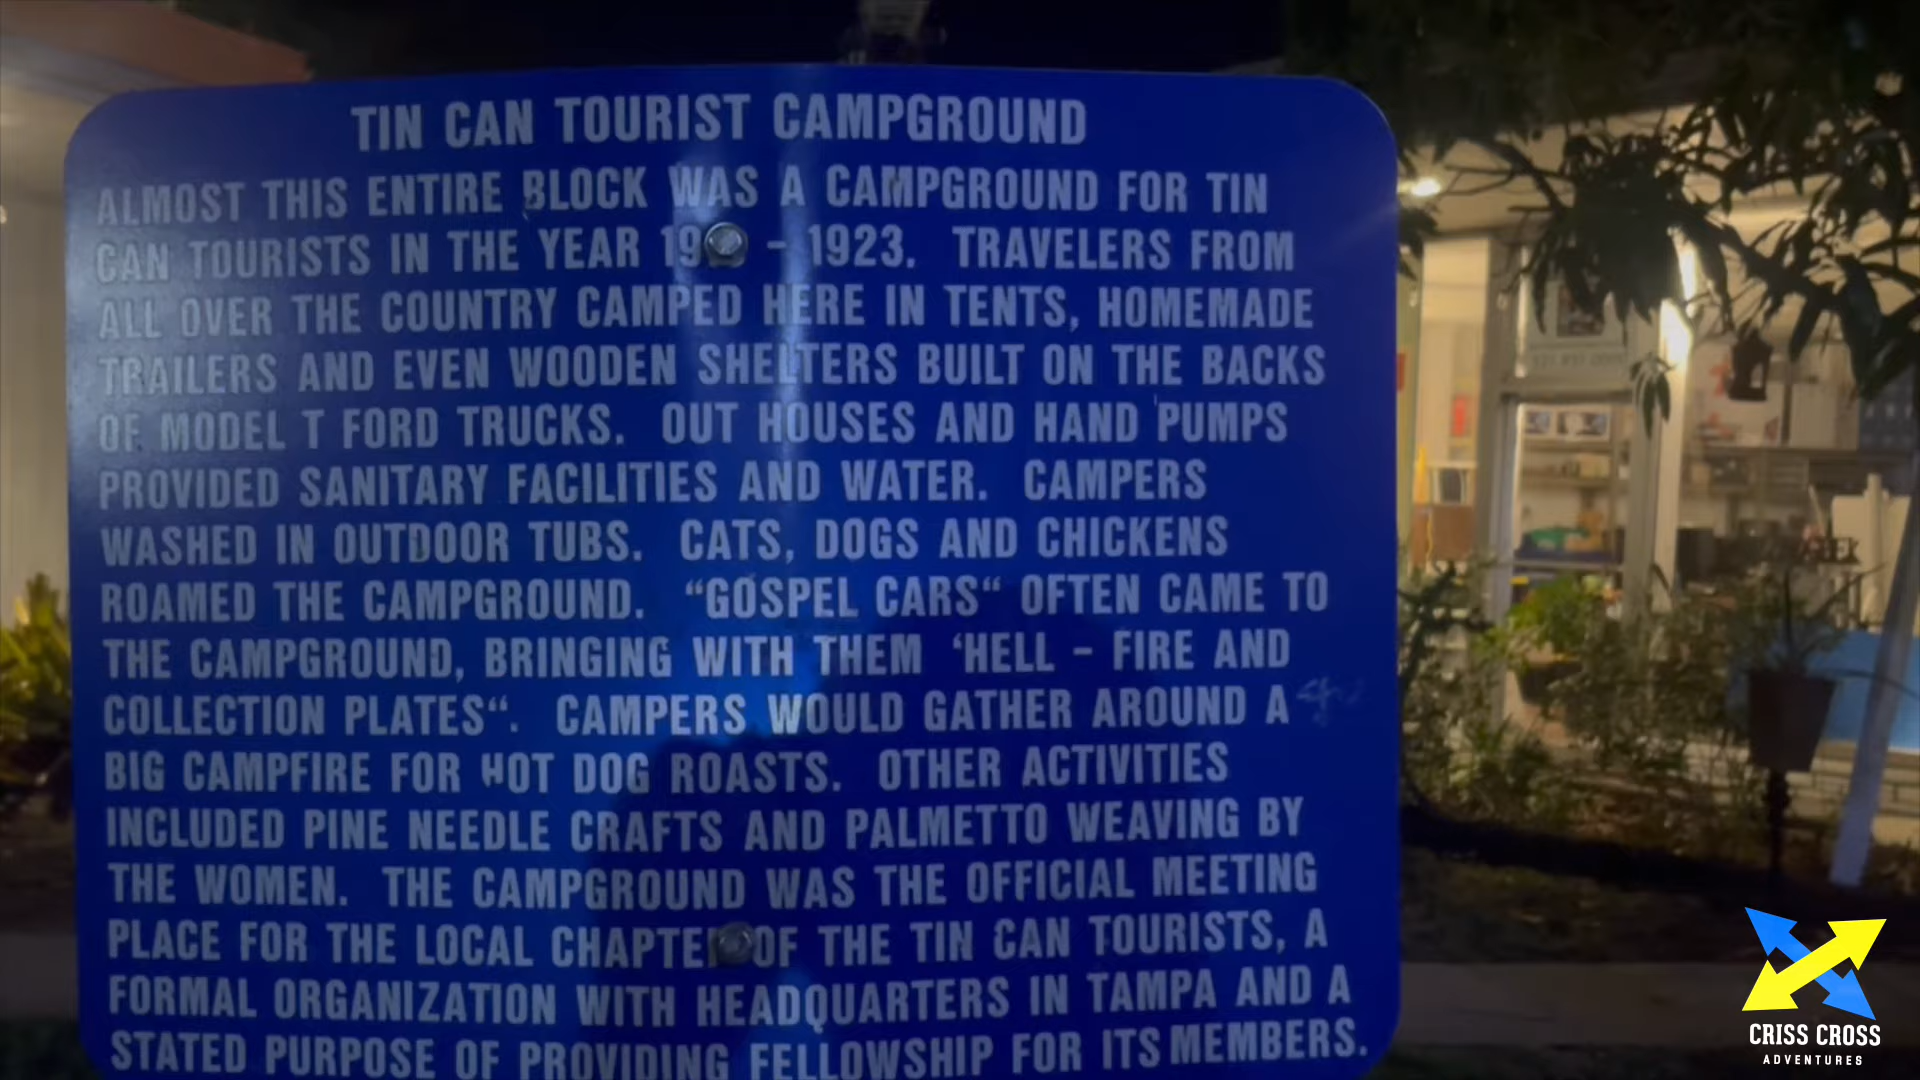 TIN CAN TOURIST CAMPGROUND
ALMOST THIS ENTIRE BLOCK WAS A CAMPGROUND FOR TIN
CAN TOURISTS IN THE YEAR - 1923. TRAVELERS FROM
ALL OVER THE COUNTRY CAMPED HERE IN TENTS, HOMEMADE
TRAILERS AND EVEN WOODEN SHELTERS BUILT ON THE BACKS
OF MODEL T FORD TRUCKS. OUT HOUSES AND HAND PUMPS
PROVIDED SANITARY FACILITIES AND WATER. CAMPERS
WASHED IN OUTDOOR TUBS. CATS, DOGS AND CHICKENS
ROAMED THE CAMPGROUND. “GOSPEL CARS“ OFTEN CAME TO
THE CAMPGROUND, BRINGING WITH THEM ‘HELL - FIRE AND
COLLECTION PLATES“. CAMPERS WOULD GATHER AROUND A
BIG CAMPFIRE FOR HOT DOG ROASTS. OTHER ACTIVITIES
INCLUDED PINE NEEDLE CRAFTS AND PALMETTO WEAVING BY
THE WOMEN. THE CAMPGROUND WAS THE OFFICIAL MEETING
PLACE FOR THE LOCAL CHAPTER OF THE TIN CAN TOURISTS, A
FORMAL ORGANIZATION WITH HEADQUARTERS IN TAMPA AND A
STATED PURPOSE OF PROVIDING FELLOWSHIP FOR ITS MEMBERS.
CRISS CROSS
ADVENTURES